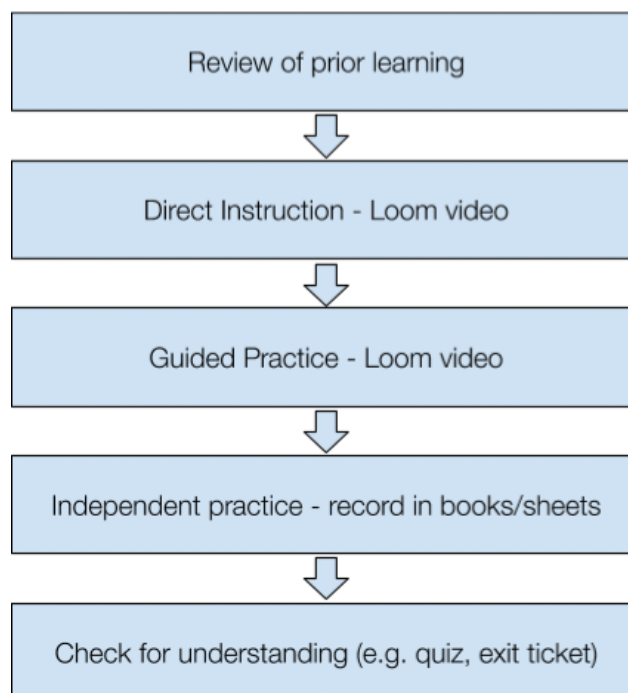 Review of prior learning
Direct Instruction - Loom video
Guided Practice - Loom video
Independent practice - record in books/sheets
Check for understanding (e.g. quiz, exit ticket)